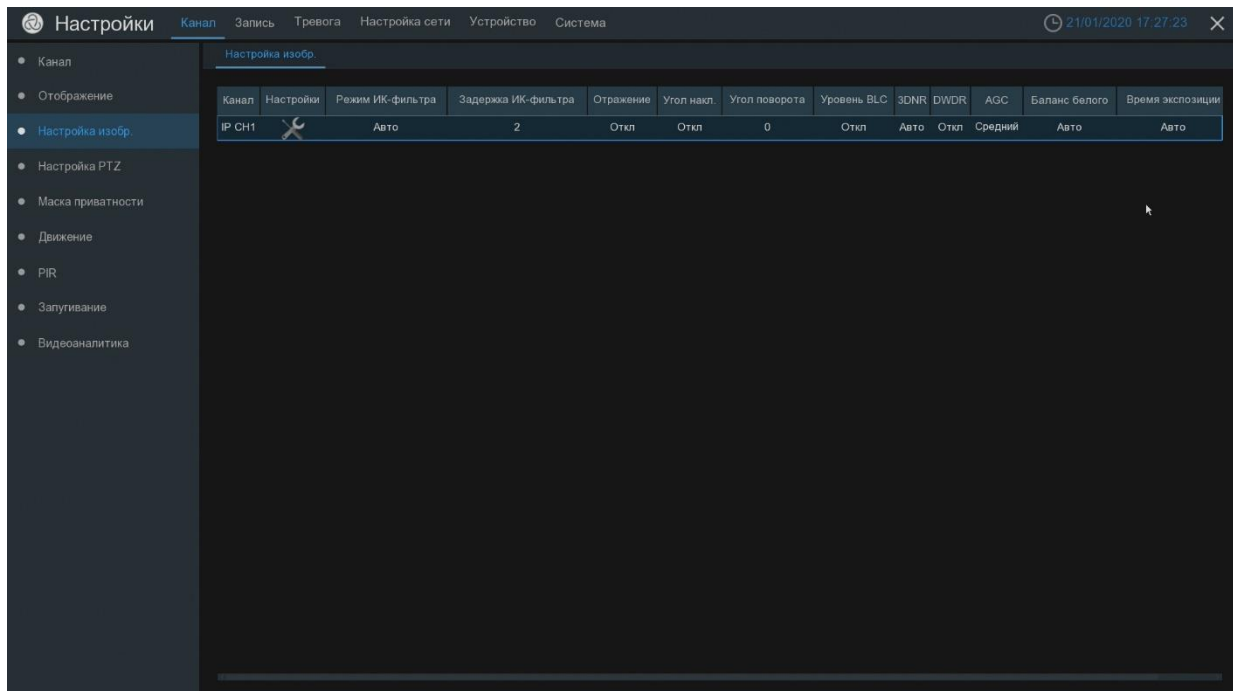 Настройки Канал Запись Тревога Настройка сети Устройство Система 21/01/2020 17:27:23
Настройка изобр.
Канал
Отображение
Настройка изобр.
Настройка PTZ
Маска приватности
Движение
PIR
Запугивание
Видеоаналитика
Канал Настройки Режим ИК-фильтра Задержка ИК-фильтра Отражение Угол накл. Угол поворота Уровень BLC 3DNR DWDR AGC Баланс белого Время экспозиции
IP CH1 Авто 2 Откл Откл 0 Откл Авто Откл Средний Авто Авто